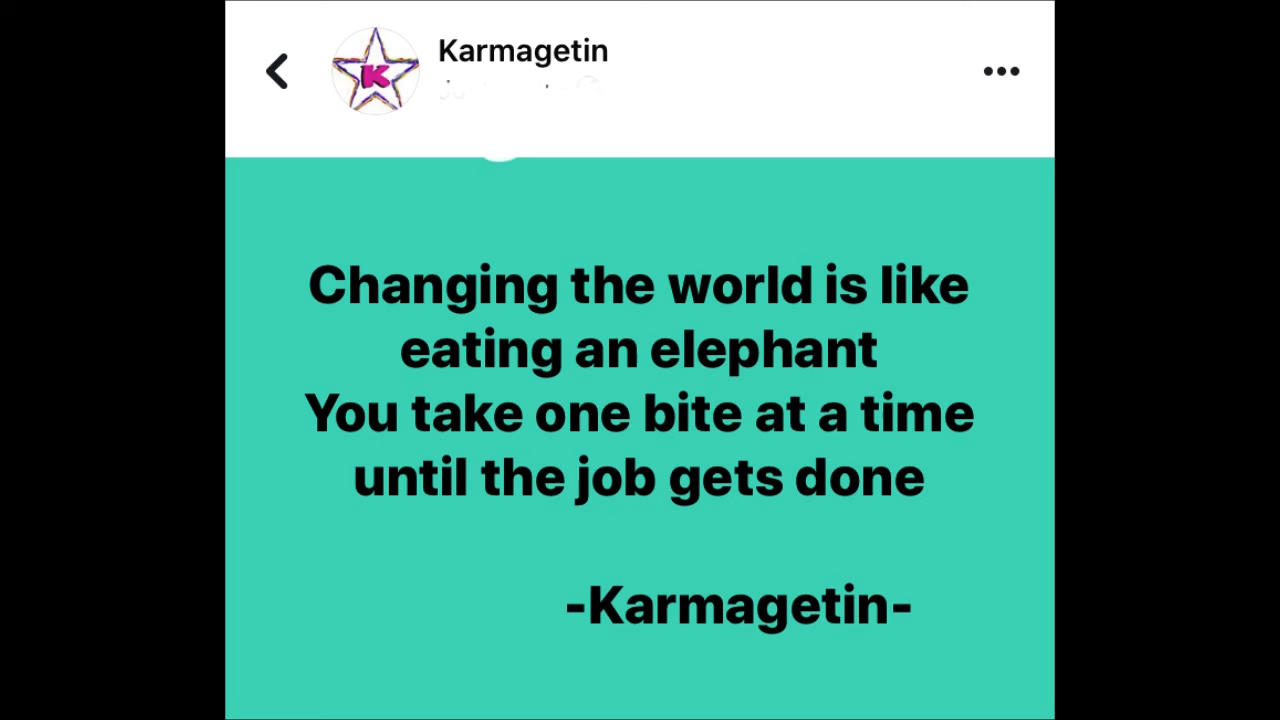 Karmagetin
K
Changing the world is like
eating an elephant
You take one bite at a time
until the job gets done
-Karmagetin-